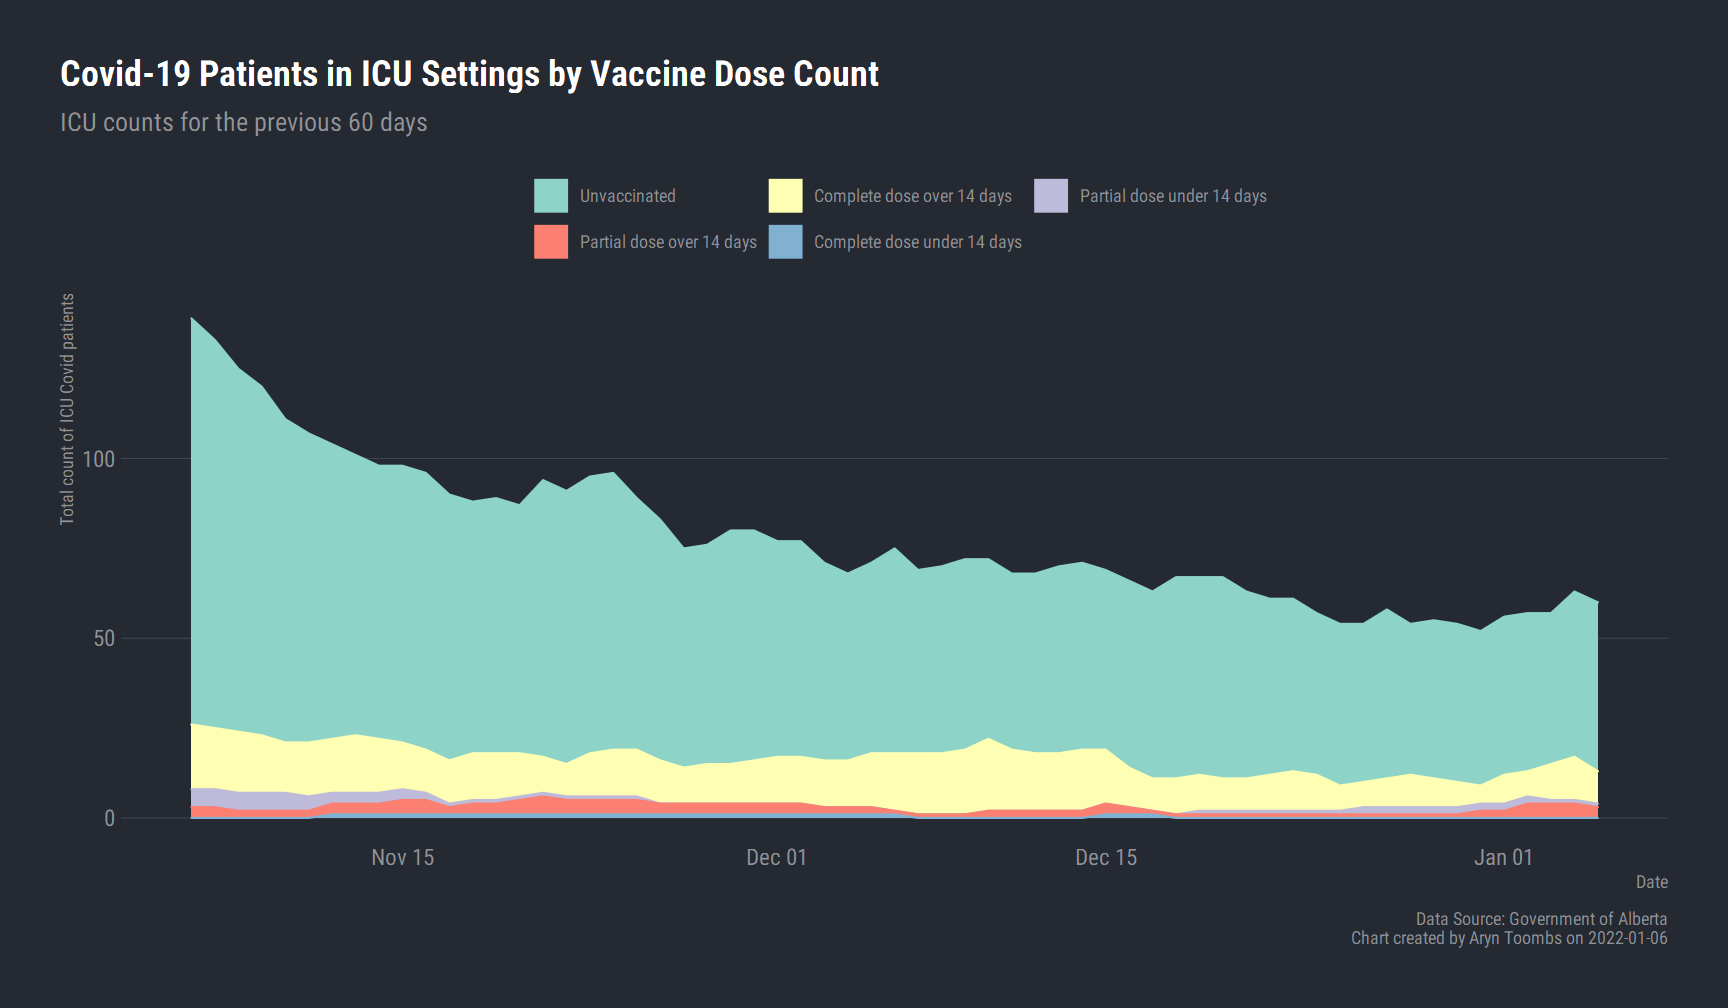 Covid-19 Patients in ICU Settings by Vaccine Dose Count
ICU counts for the previous 60 days
Unvaccinated
Complete dose over 14 days
Partial dose under 14 days
Partial dose over 14 days
Complete dose under 14 days
Total count of ICU Covid patients
100
50
0
Nov 15
Dec 01
Dec 15
Jan 01
Date
Data Source: Government of Alberta
Chart created by Aryn Toombs on 2022-01-06